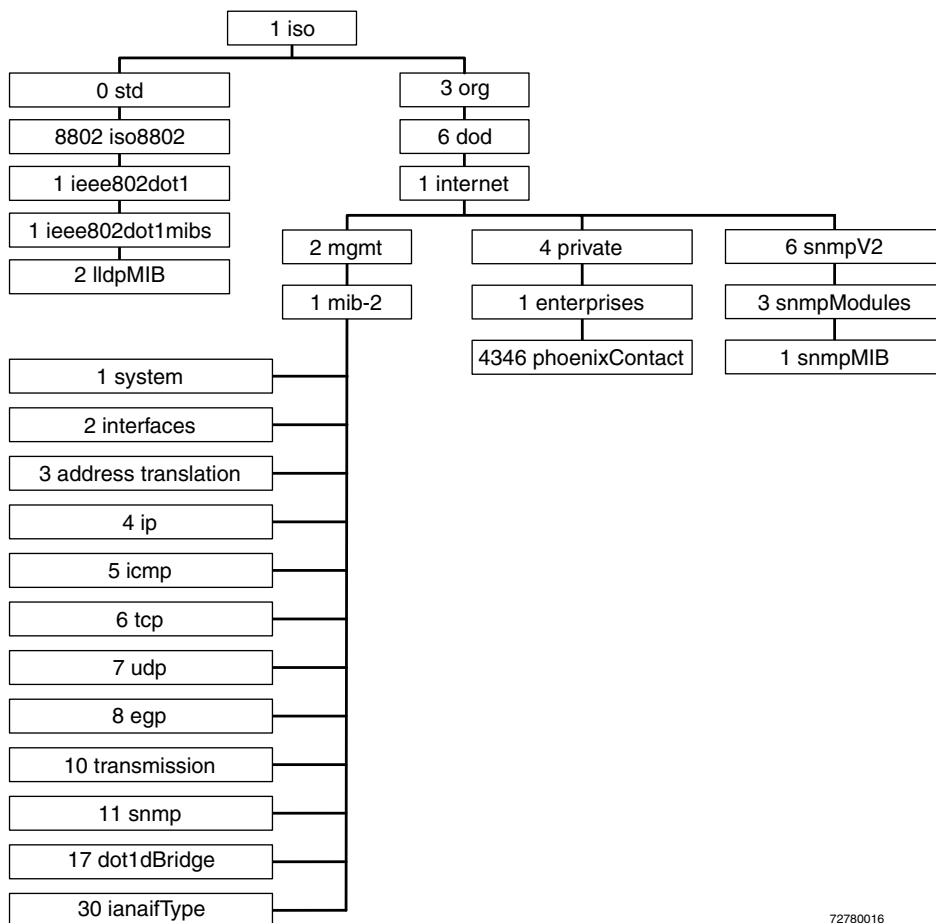 1 iso
0 std
3 org
8802 iso8802
6 dod
1 ieee802dot1
1 internet
1 ieee802dot1mibs
2 mgmt
4 private
6 snmpV2
2 lldpMIB
1 mib-2
1 enterprises
3 snmpModules
4346 phoenixContact
1 snmpMIB
1 system
2 interfaces
3 address translation
4 ip
5 icmp
6 tcp
7 udp
8 egp
10 transmission
11 snmp
17 dot1dBridge
30 ianaifType
72780016